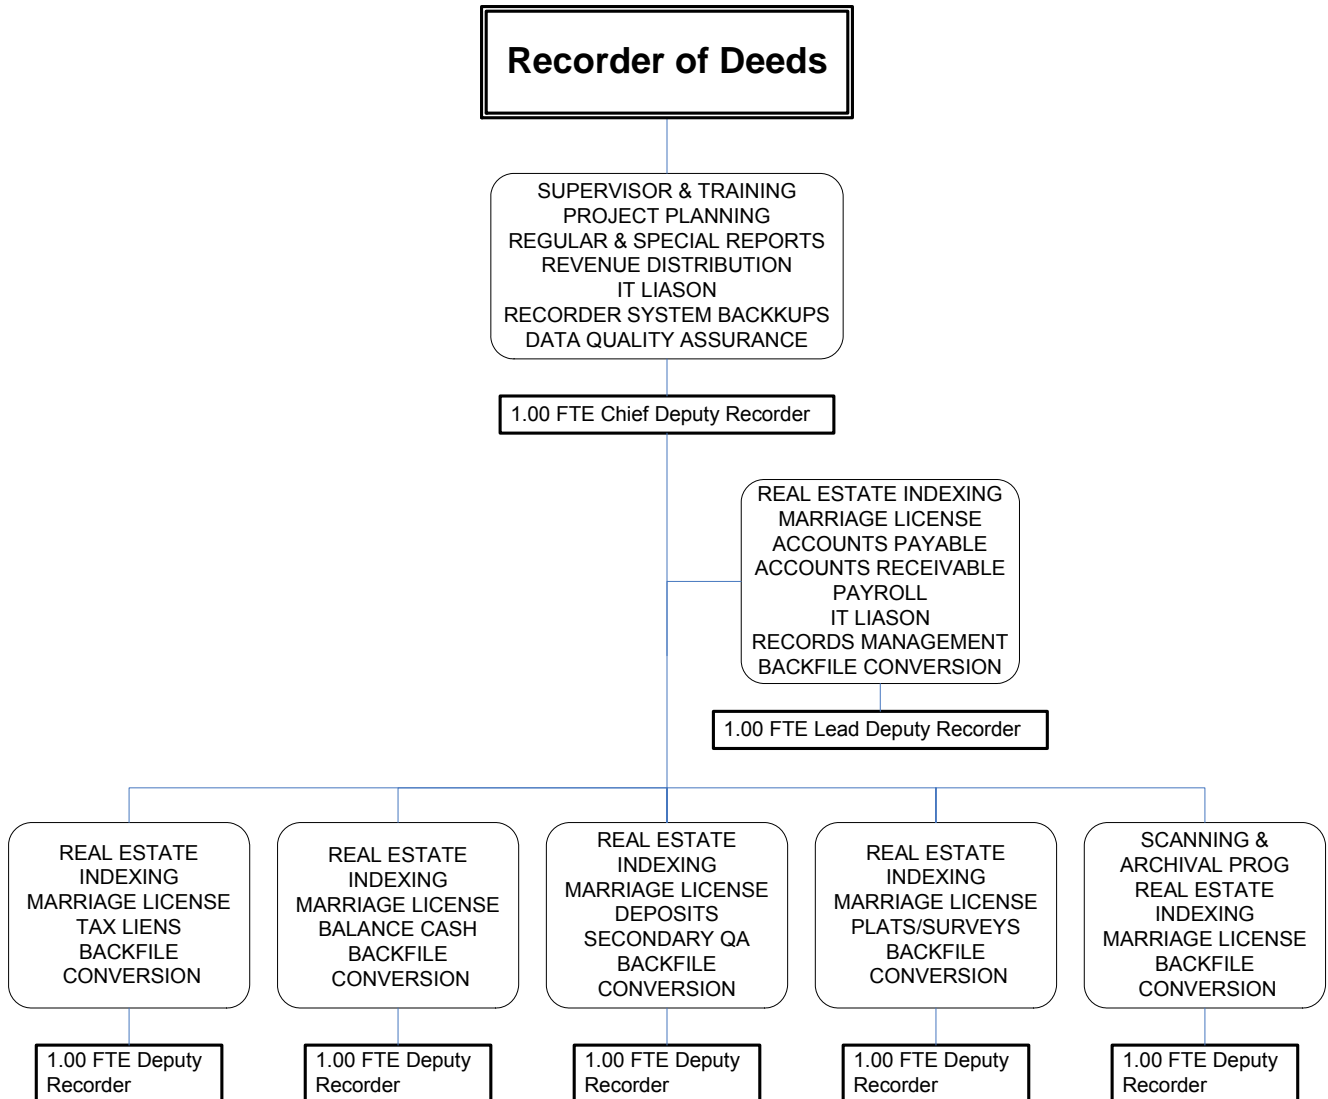 Recorder of Deeds
SUPERVISOR & TRAINING
PROJECT PLANNING
REGULAR & SPECIAL REPORTS
REVENUE DISTRIBUTION
IT LIASON
RECORDER SYSTEM BACKKUPS
DATA QUALITY ASSURANCE
1.00 FTE Chief Deputy Recorder
REAL ESTATE INDEXING
MARRIAGE LICENSE
ACCOUNTS PAYABLE
ACCOUNTS RECEIVABLE
PAYROLL
IT LIASON
RECORDS MANAGEMENT
BACKFILE CONVERSION
1.00 FTE Lead Deputy Recorder
REAL ESTATE
INDEXING
MARRIAGE LICENSE
TAX LIENS
BACKFILE
CONVERSION
REAL ESTATE
INDEXING
MARRIAGE LICENSE
BALANCE CASH
BACKFILE
CONVERSION
REAL ESTATE
INDEXING
MARRIAGE LICENSE
DEPOSITS
SECONDARY QA
BACKFILE
CONVERSION
REAL ESTATE
INDEXING
MARRIAGE LICENSE
PLATS/SURVEYS
BACKFILE
CONVERSION
SCANNING &
ARCHIVAL PROG
REAL ESTATE
INDEXING
MARRIAGE LICENSE
BACKFILE
CONVERSION
1.00 FTE Deputy
Recorder
1.00 FTE Deputy
Recorder
1.00 FTE Deputy
Recorder
1.00 FTE Deputy
Recorder
1.00 FTE Deputy
Recorder